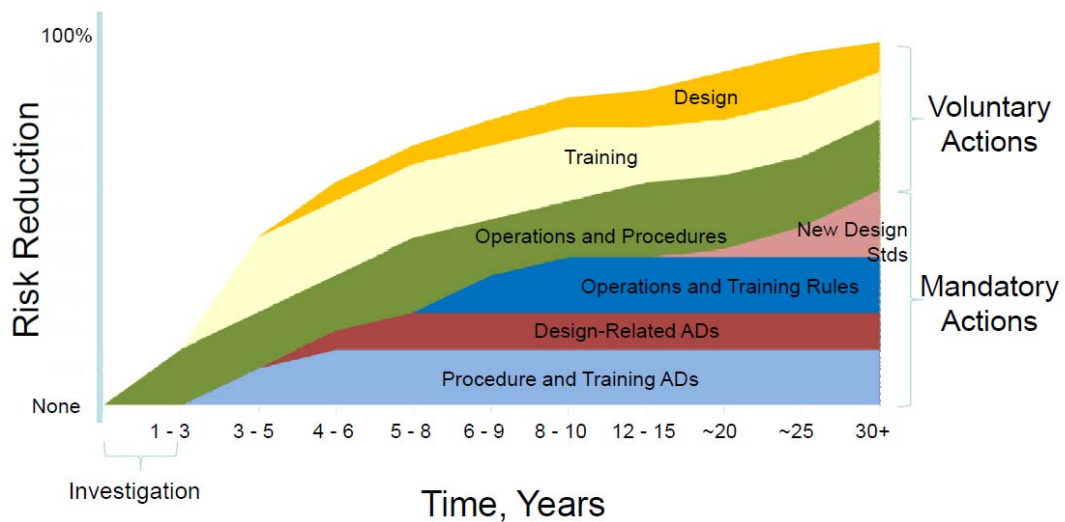 100%
Risk Reduction
None
Design
Training
Operations and Procedures
New Design
Stds
Operations and Training Rules
Design-Related ADs
Procedure and Training ADs
Voluntary
Actions
Mandatory
Actions
1 - 3 3 - 5 4 - 6 5 - 8 6 - 9 8 - 10 12 - 15 ~20 ~25 30+
Investigation
Time, Years